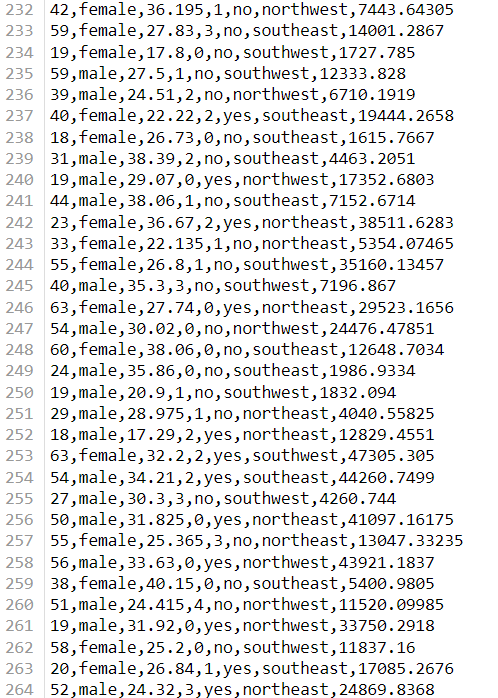 232 42,female,36.195,1,no,northwest,7443.64305
233 59,female,27.83,3,no,southeast,14001.2867
234 19,female,17.8,0,no,southwest,1727.785
235 59,male,27.5,1,no,southwest,12333.828
236 39,male,24.51,2,no,northwest,6710.1919
237 40,female,22.22,2,yes,southeast,19444.2658
238 18,female,26.73,0,no,southeast,1615.7667
239 31,male,38.39,2,no,southeast,4463.2051
240 19,male,29.07,0,yes,northwest,17352.6803
241 44,male,38.06,1,no,southeast,7152.6714
242 23,female,36.67,2,yes,northeast,38511.6283
243 33,female,22.135,1,no,northeast,5354.07465
244 55,female,26.8,1,no,southwest,35160.13457
245 40,male,35.3,3,no,southwest,7196.867
246 63,female,27.74,0,yes,northeast,29523.1656
247 54,male,30.02,0,no,northwest,24476.47851
248 60,female,38.06,0,no,southeast,12648.7034
249 24,male,35.86,0,no,southeast,1986.9334
250 19,male,20.9,1,no,southwest,1832.094
251 29,male,28.975,1,no,northeast,4040.55825
252 18,male,17.29,2,yes,northeast,12829.4551
253 63,female,32.2,2,yes,southwest,47305.305
254 54,male,34.21,2,yes,southeast,44260.7499
255 27,male,30.3,3,no,southwest,4260.744
256 50,male,31.825,0,yes,northeast,41097.16175
257 55,female,25.365,3,no,northeast,13047.33235
258 56,male,33.63,0,yes,northwest,43921.1837
259 38,female,40.15,0,no,southeast,5400.9805
260 51,male,24.415,4,no,northwest,11520.09985
261 19,male,31.92,0,yes,northwest,33750.2918
262 58,female,25.2,0,no,southwest,11837.16
263 20,female,26.84,1,yes,southeast,17085.2676
264 52,male,24.32,3,yes,northeast,24869.8368